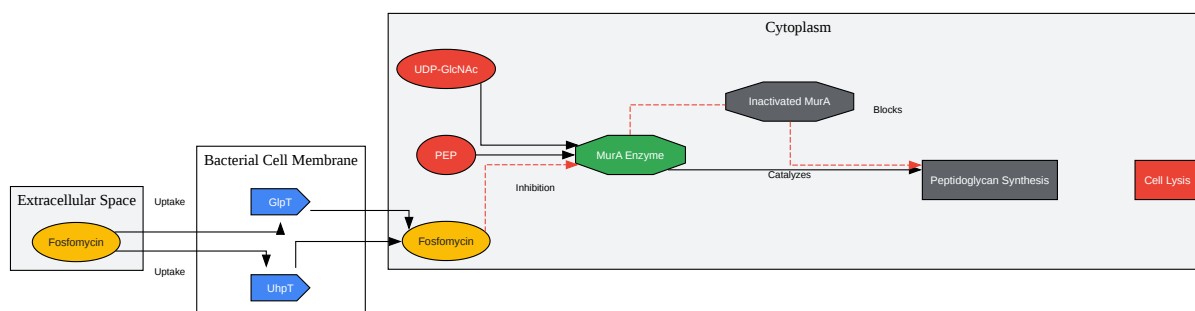 Cytoplasm
UDP-GlcNAc
Inactivated MurA
Blocks
Bacterial Cell Membrane
PEP
MurA Enzyme
Catalyzes
Peptidoglycan Synthesis
Cell Lysis
Extracellular Space
Uptake
GlpT
Inhibition
Fosfomycin
Fosfomycin
Uptake
UhpT